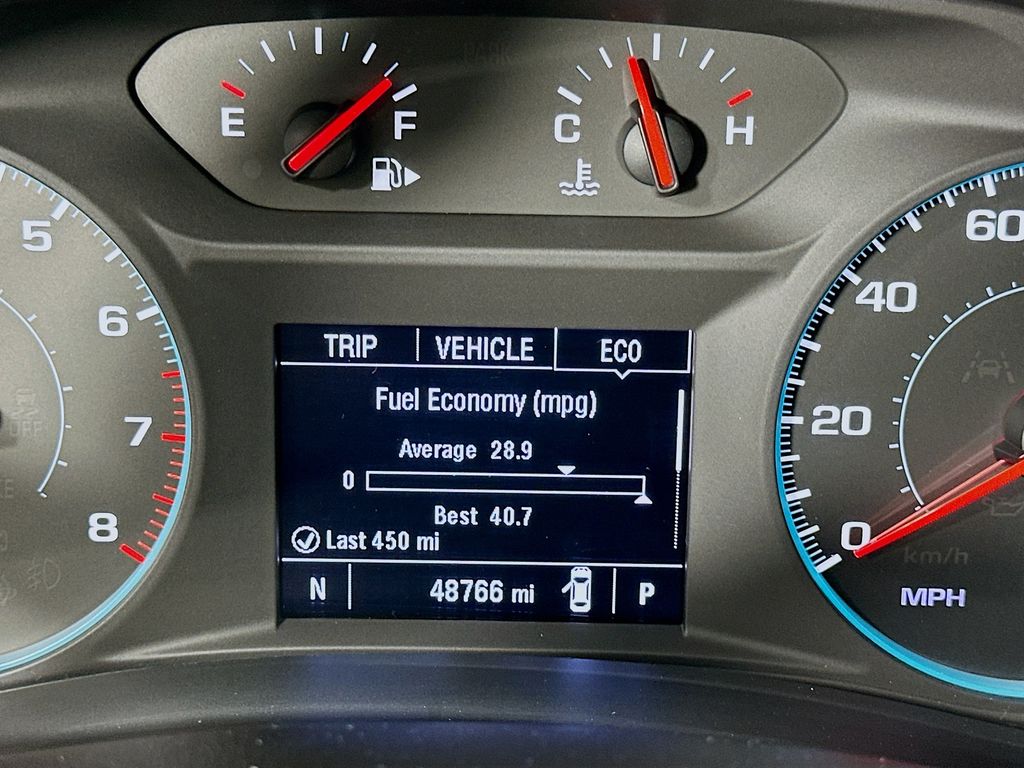 E F
C H
5
6
7
8
TRIP VEHICLE ECO
Fuel Economy (mpg)
Average 28.9
0
Best 40.7
Last 450 mi
N 48766 mi P
60
40
20
0
km/h
MPH